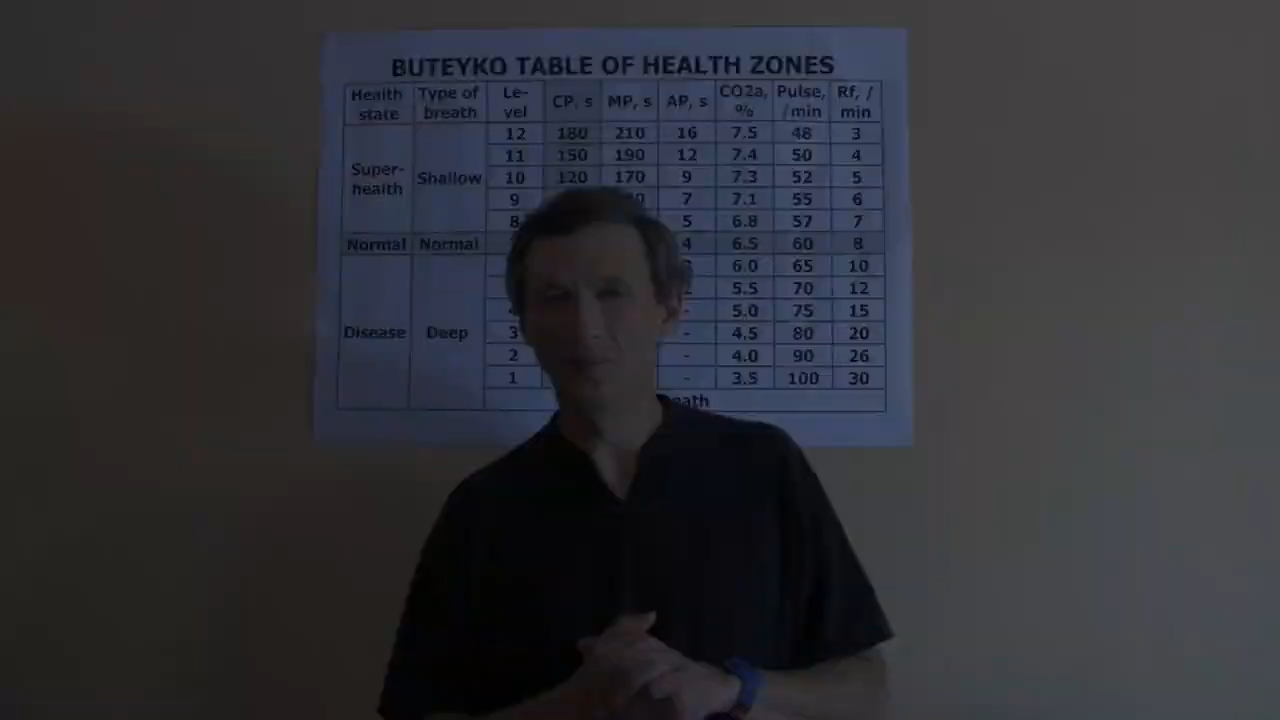 BUTEYKO TABLE OF HEALTH ZONES
Health state Type of breath Le-vel CP, s MP, s AP, s CO2a, % Pulse, /min Rf, / min
12 180 210 16 7.5 48 3
11 150 190 12 7.4 50 4
Super-health Shallow 10 120 170 9 7.3 52 5
9 7 7.1 55 6
8 5 6.8 57 7
Normal Normal 4 6.5 60 8
6.0 65 10
5.5 70 12
- 5.0 75 15
Disease Deep 3 - 4.5 80 20
2 - 4.0 90 26
1 - 3.5 100 30